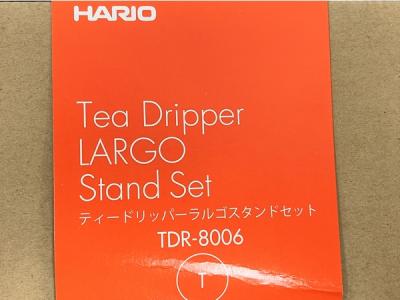 HARIO
Tea Dripper
LARGO
Stand Set
ティードリッパーラルゴスタンドセット
TDR-8006
T